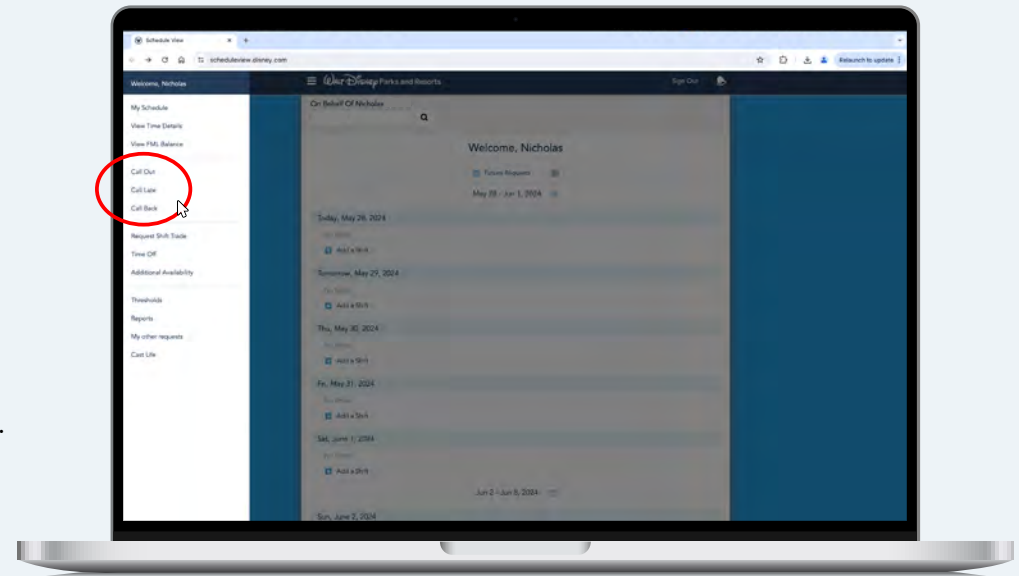 Schedule View
scheduleview.disney.com
Relaunch to update
Welcome, Nicholas
Walt Disney Parks and Resorts
Sign Out
My Schedule
View Time Details
View FML Balance
Call Out
Call Late
Call Back
Request Shift Trade
Time Off
Additional Availability
Thresholds
Reports
My other requests
Cast Life
On Behalf Of Nicholas
Welcome, Nicholas
Future Requests
May 26 - Jun 1, 2024
Today, May 28, 2024
Add a Shift
Tomorrow, May 29, 2024
Add a Shift
Thu, May 30, 2024
Add a Shift
Fri, May 31, 2024
Add a Shift
Sat, June 1, 2024
Add a Shift
Jun 2 - Jun 8, 2024
Sun, June 2, 2024
.